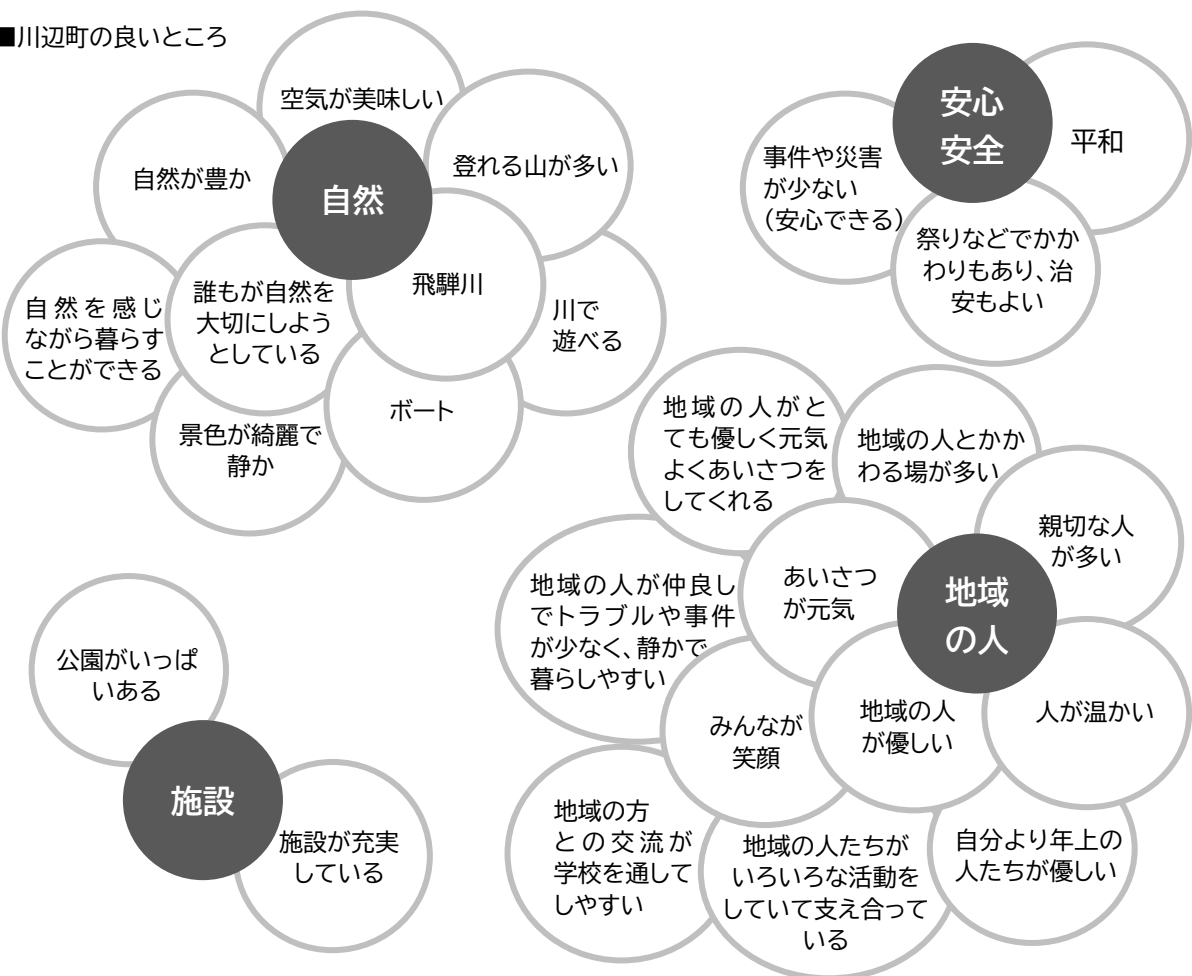 ■川辺町の良いところ
空気が美味しい
自然が豊か
自然
登れる山が多い
自然を感じ
ながら暮らす
ことができる
誰もが自然を
大切にしよう
としている
飛騨川
川で
遊べる
景色が綺麗で
静か
ボート
安心
安全
事件や災害
が少ない
（安心できる）
平和
祭りなどでかか
わりもあり、治
安もよい
地域の人がと
ても優しく元気
よくあいさつを
してくれる
地域の人とかか
わる場が多い
親切な人
が多い
地域の人が仲良し
でトラブルや事件
が少なく、静かで
暮らしやすい
あいさつ
が元気
地域
の人
みんなが
笑顔
地域の人
が優しい
人が温かい
地域の方
との交流が
学校を通して
しやすい
地域の人たちが
いろいろな活動を
していて支え合って
いる
自分より年上の
人たちが優しい
公園がいっぱ
いある
施設
施設が充実
している